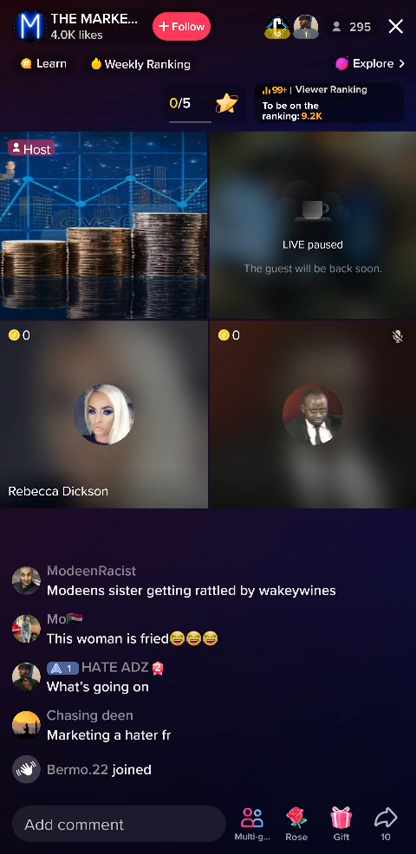 THE MARKE...
4.0K likes
+ Follow
295
Learn
Weekly Ranking
Explore >
0/5
99+ | Viewer Ranking
To be on the
ranking: 9.2K
Host
LIVE paused
The guest will be back soon.
0
0
Rebecca Dickson
ModeenRacist
Modeens sister getting rattled by wakeywines
Mo🇸🇩
This woman is fried😂😂😂
1 HATE ADZ
What's going on
Chasing deen
Marketing a hater fr
Bermo.22 joined
Add comment
Multi-g...
Rose
Gift
10